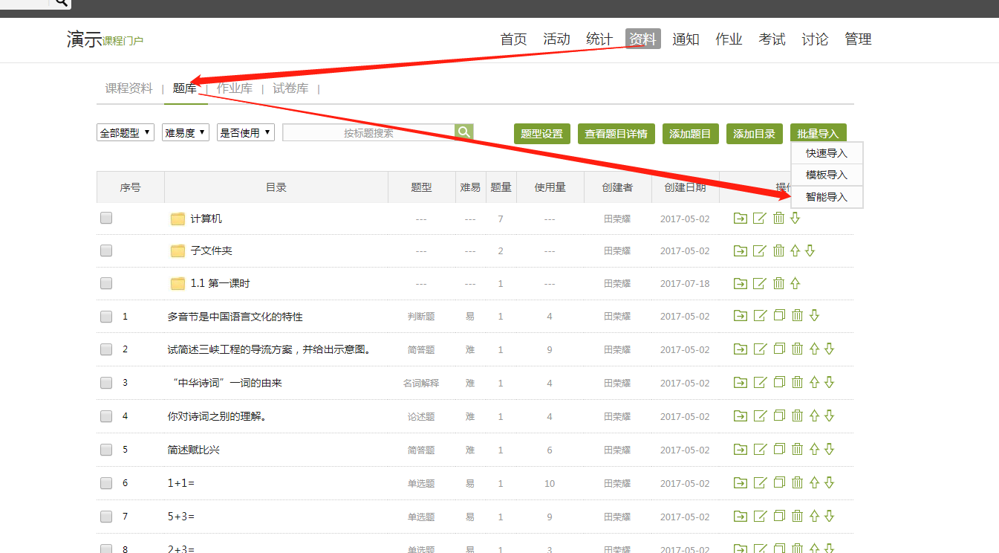 演示课程门户 首页 活动 统计 资料 通知 作业 考试 讨论 管理
课程资料 | 题库 | 作业库 | 试卷库 |
全部题型 难易度 是否使用 按标题搜索 题型设置 查看题目详情 添加题目 添加目录 批量导入
快速导入
模板导入
智能导入
序号 目录 题型 难易 题量 使用量 创建者 创建日期
计算机 --- --- 7 --- 田荣耀 2017-05-02
子文件夹 --- --- 2 --- 田荣耀 2017-05-02
1.1 第一课时 --- --- 1 --- 田荣耀 2017-07-18
1 多音节是中国语言文化的特性 判断题 易 1 4 田荣耀 2017-05-02
2 试简述三峡工程的导流方案，并给出示意图。 简答题 难 1 9 田荣耀 2017-05-02
3 “中华诗词”一词的由来 名词解释 难 1 4 田荣耀 2017-05-02
4 你对诗词之别的理解。 论述题 难 1 4 田荣耀 2017-05-02
5 简述赋比兴 简答题 难 1 6 田荣耀 2017-05-02
6 1+1= 单选题 易 1 10 田荣耀 2017-05-02
7 5+3= 单选题 易 1 9 田荣耀 2017-05-02
8 2+3= 单选题 易 1 3 田荣耀 2017-05-02